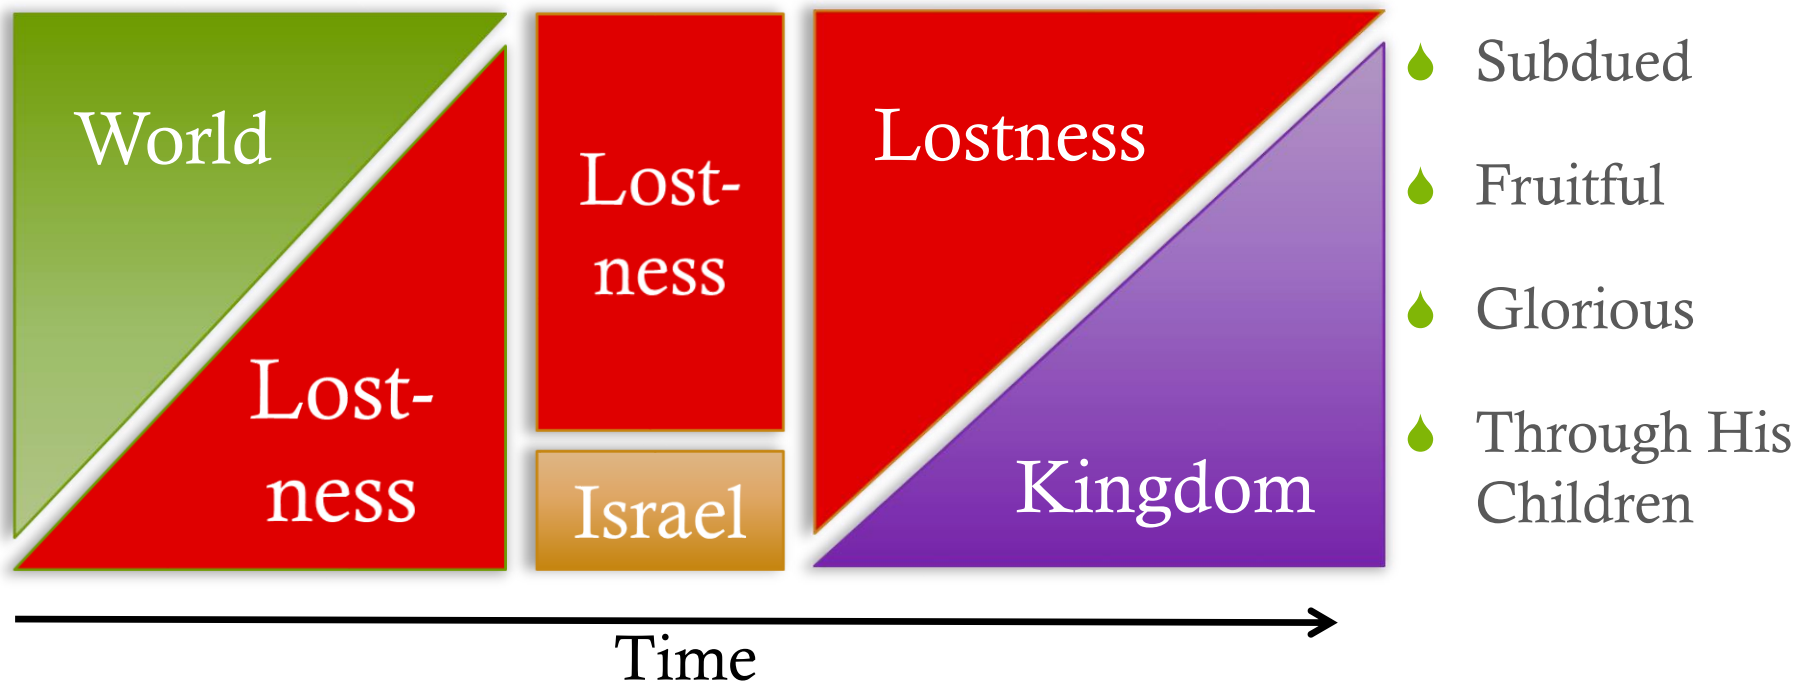 World
Lost-
ness
Lost-
ness
Israel
Lostness
Kingdom
Subdued
Fruitful
Glorious
Through His
Children
Time